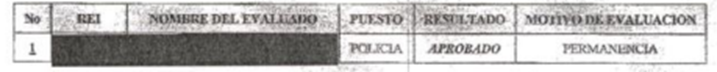 No REI NOMBRE DEL EVALUADO PUESTO RESULTADO MOTIVO DE EVALUACION
1 POLICIA APROBADO PERMANENCIA